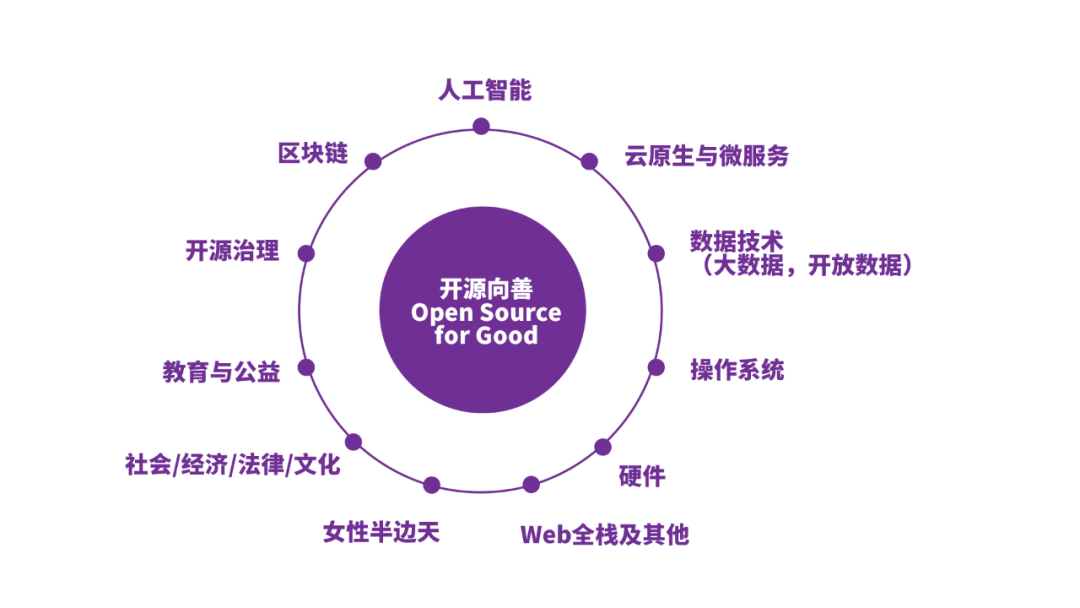 人工智能
区块链
云原生与微服务
开源治理
数据技术
（大数据，开放数据）
开源向善
Open Source
for Good
教育与公益
操作系统
社会/经济/法律/文化
硬件
女性半边天
Web全栈及其他